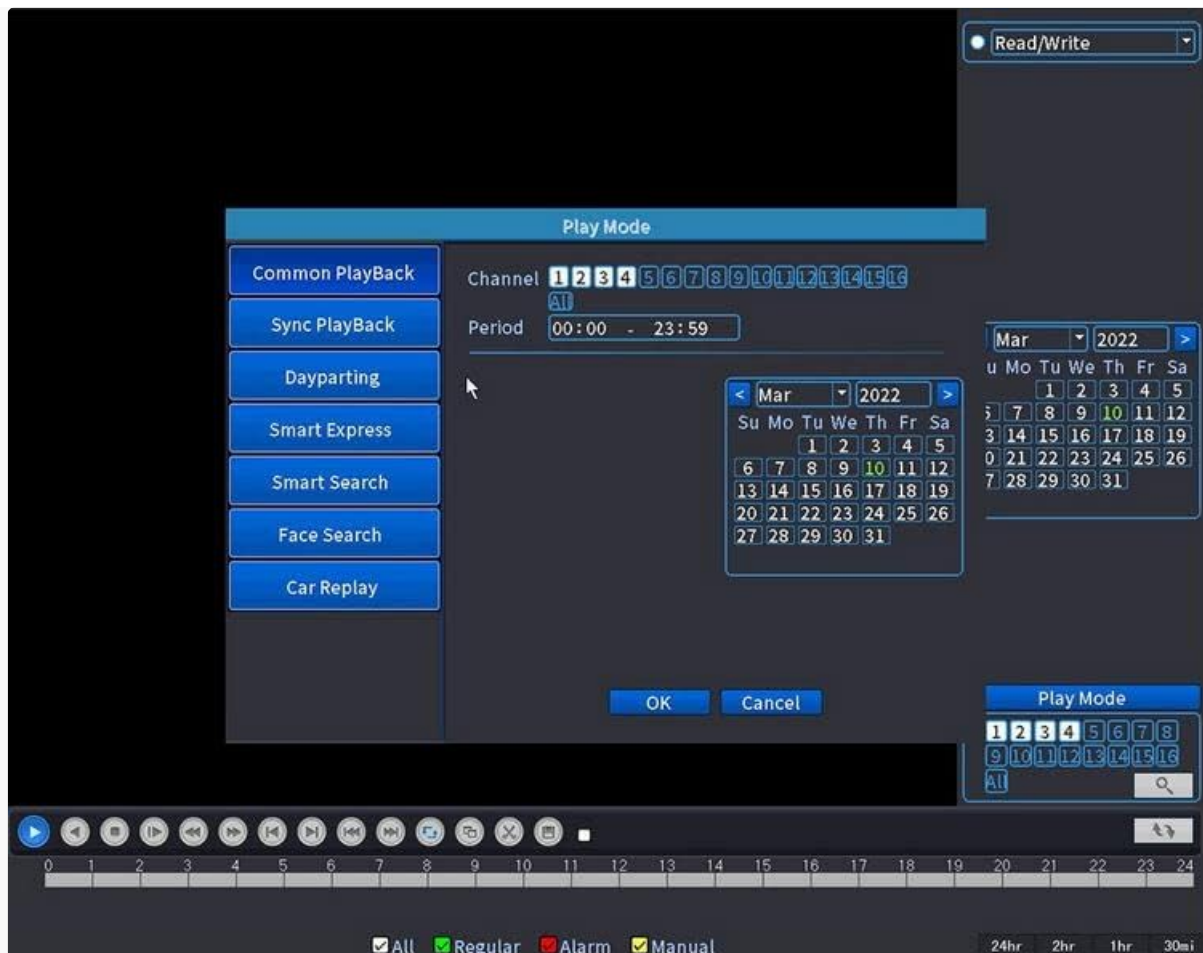 Read/Write
Play Mode
Common PlayBack
Sync PlayBack
Dayparting
Smart Express
Smart Search
Face Search
Car Replay
Channel 1 2 3 4 5 6 7 8 9 10 11 12 13 14 15 16
All
Period 00:00 - 23:59
< Mar 2022 >
Su Mo Tu We Th Fr Sa
1 2 3 4 5
6 7 8 9 10 11 12
13 14 15 16 17 18 19
20 21 22 23 24 25 26
27 28 29 30 31
OK Cancel
Mar 2022 >
u Mo Tu We Th Fr Sa
1 2 3 4 5
7 8 9 10 11 12
3 14 15 16 17 18 19
0 21 22 23 24 25 26
7 28 29 30 31
Play Mode
1 2 3 4 5 6 7 8
9 10 11 12 13 14 15 16
All
0 1 2 3 4 5 6 7 8 9 10 11 12 13 14 15 16 17 18 19 20 21 22 23 24
All Regular Alarm Manual
24hr 2hr 1hr 30mi